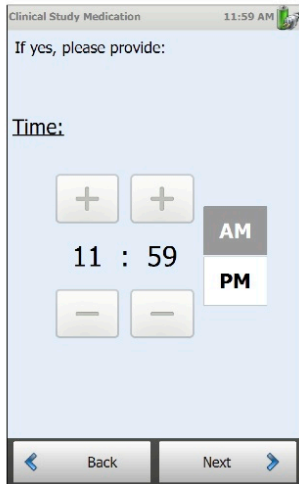 Clinical Study Medication 11:59 AM
If yes, please provide:
Time:
+ +
11 : 59
AM
PM
− −
Back Next